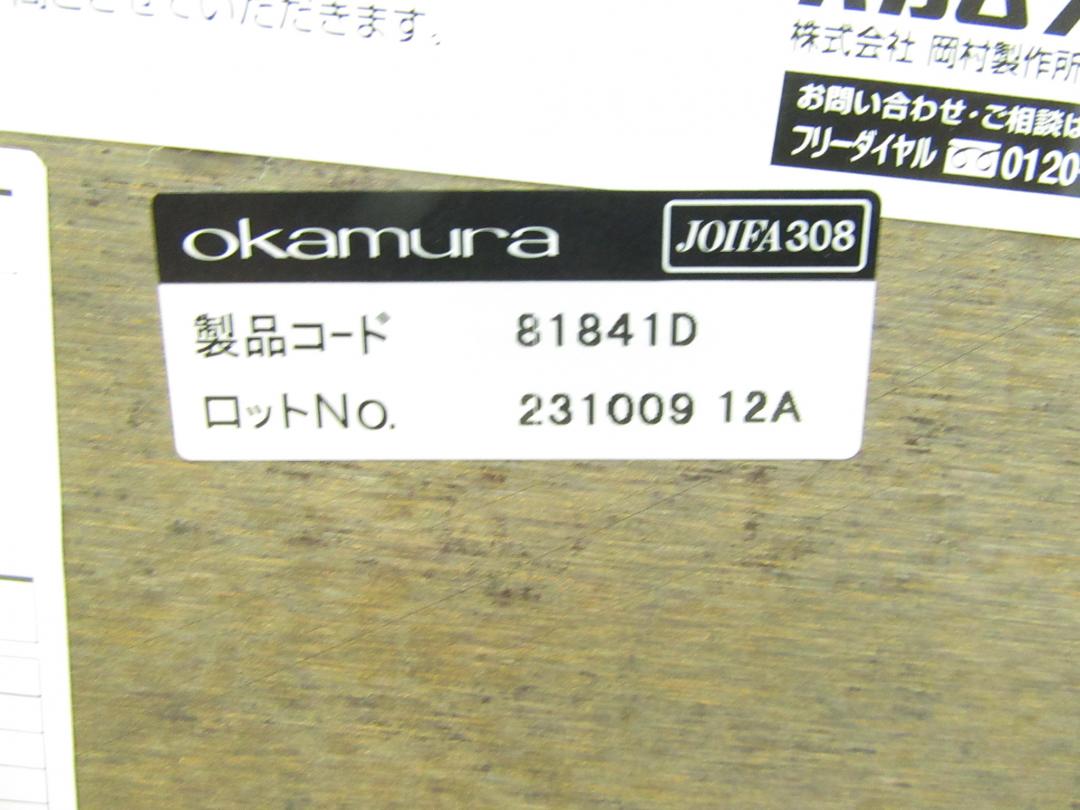 させていただきます。
株式会社 岡村製作所
お問い合わせ・ご相談は
フリーダイヤル 0120-
okamura
JOIFA308
製品コード 81841D
ロットNo. 231009 12A